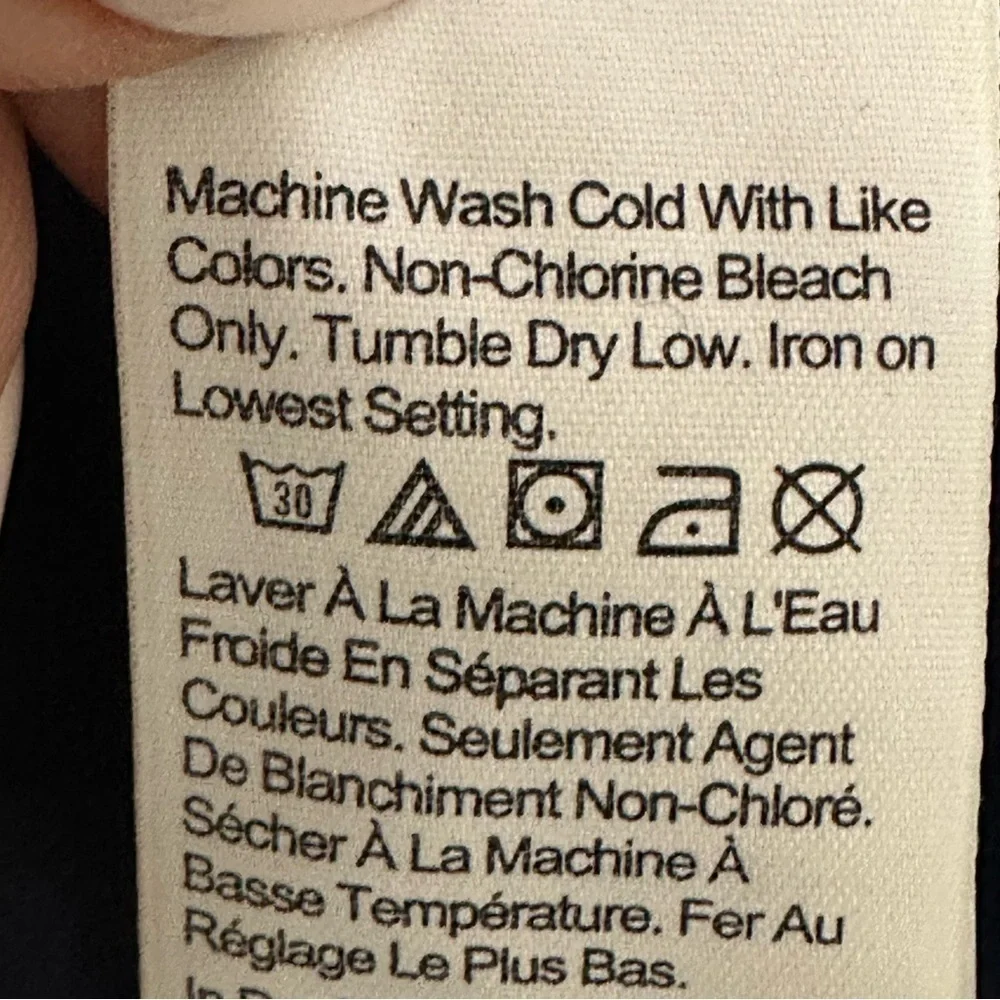 Machine Wash Cold With Like
Colors. Non-Chlorine Bleach
Only. Tumble Dry Low. Iron on
Lowest Setting.
30
Laver À La Machine À L'Eau
Froide En Séparant Les
Couleurs. Seulement Agent
De Blanchiment Non-Chloré.
Sécher À La Machine À
Basse Température. Fer Au
Réglage Le Plus Bas.